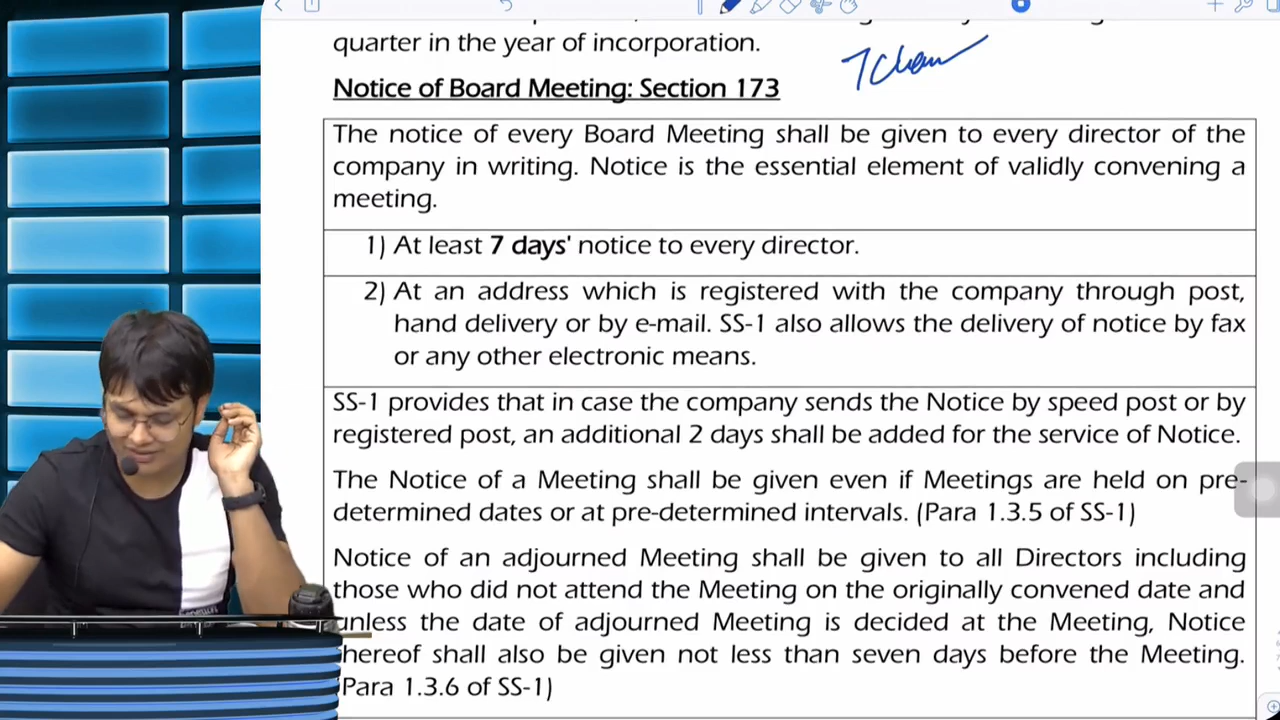 quarter in the year of incorporation.
Notice of Board Meeting: Section 173
The notice of every Board Meeting shall be given to every director of the
company in writing. Notice is the essential element of validly convening a
meeting.
1) At least 7 days' notice to every director.
2) At an address which is registered with the company through post,
hand delivery or by e-mail. SS-1 also allows the delivery of notice by fax
or any other electronic means.
SS-1 provides that in case the company sends the Notice by speed post or by
registered post, an additional 2 days shall be added for the service of Notice.
The Notice of a Meeting shall be given even if Meetings are held on pre-
determined dates or at pre-determined intervals. (Para 1.3.5 of SS-1)
Notice of an adjourned Meeting shall be given to all Directors including
those who did not attend the Meeting on the originally convened date and
unless the date of adjourned Meeting is decided at the Meeting, Notice
thereof shall also be given not less than seven days before the Meeting.
(Para 1.3.6 of SS-1)